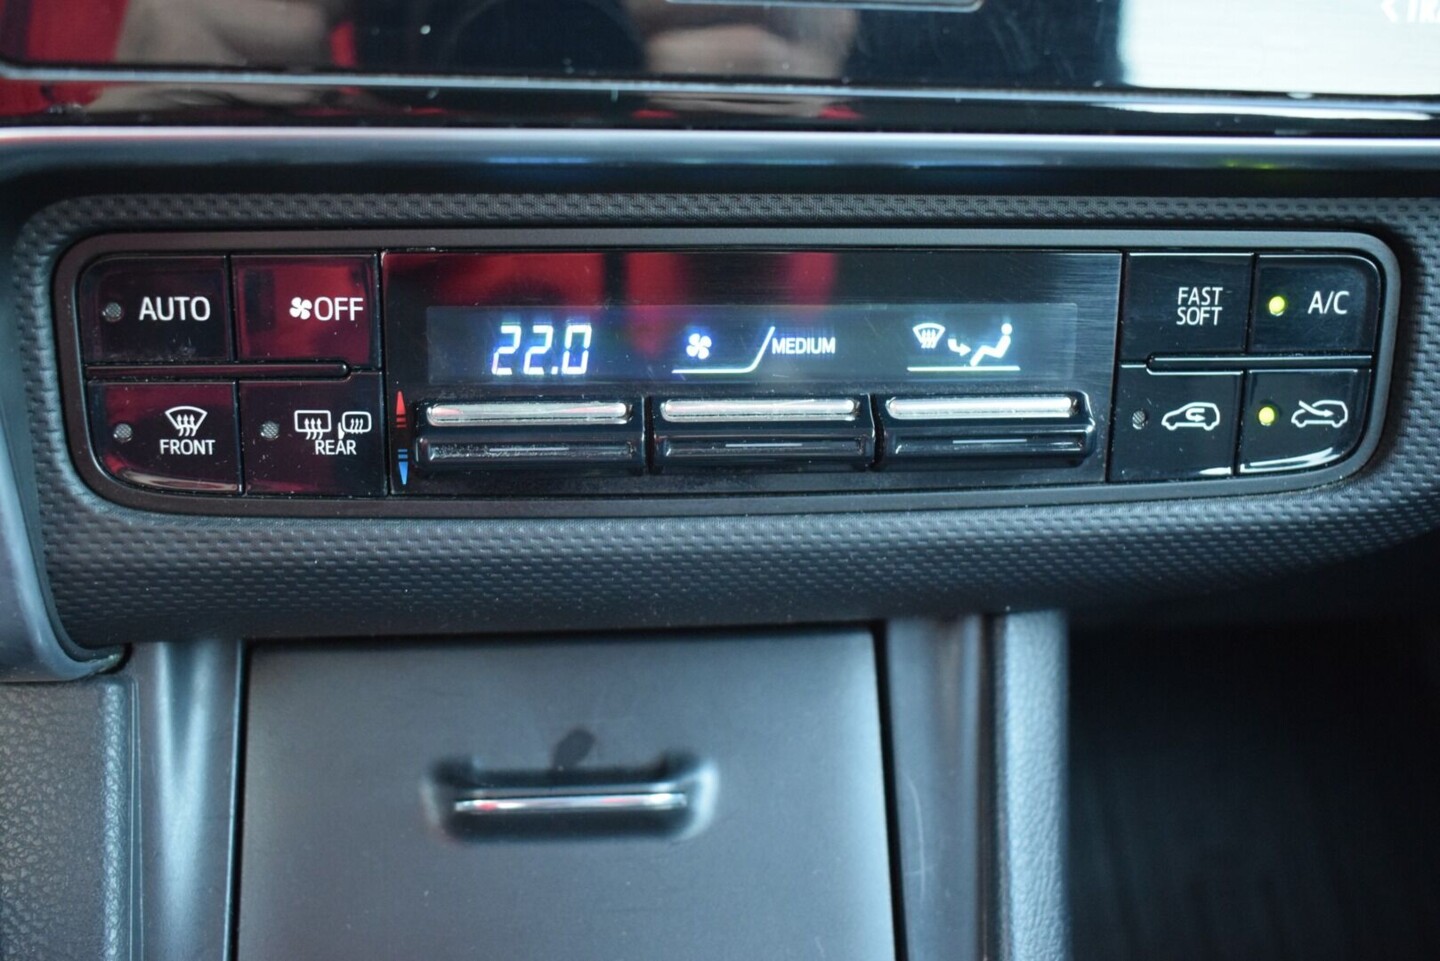 AUTO
OFF
22.0
MEDIUM
FAST
SOFT
A/C
FRONT
REAR